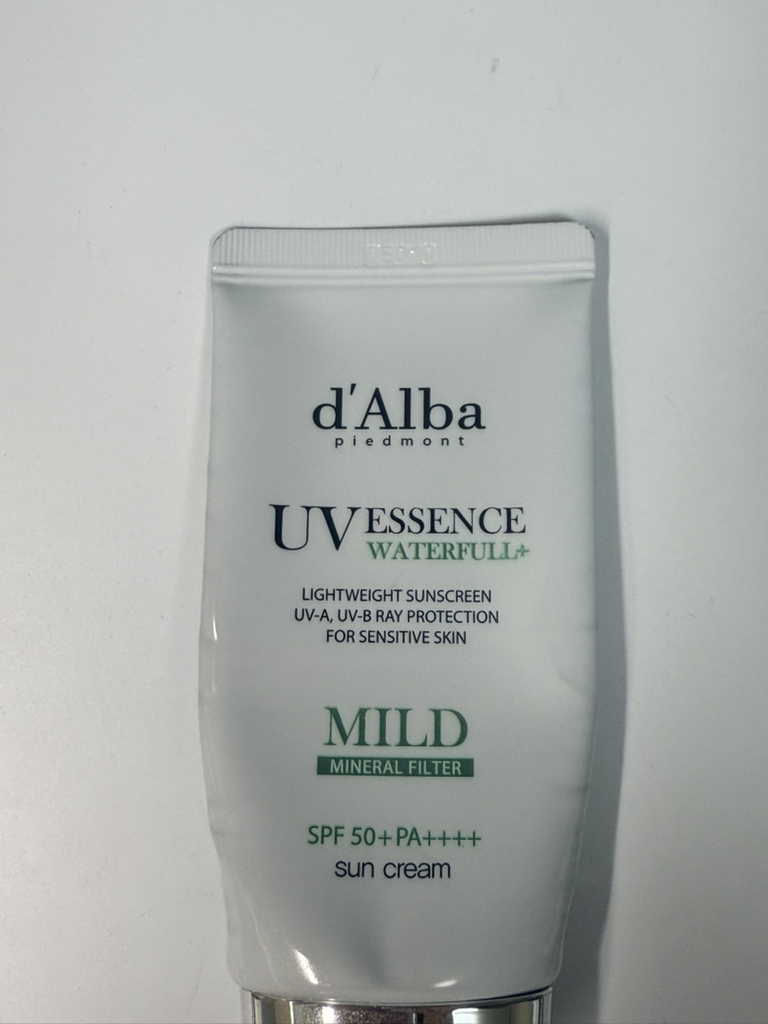 d'Alba
piedmont
UV ESSENCE
WATERFULL+
LIGHTWEIGHT SUNSCREEN
UV-A, UV-B RAY PROTECTION
FOR SENSITIVE SKIN
MILD
MINERAL FILTER
SPF 50+PA++++
sun cream